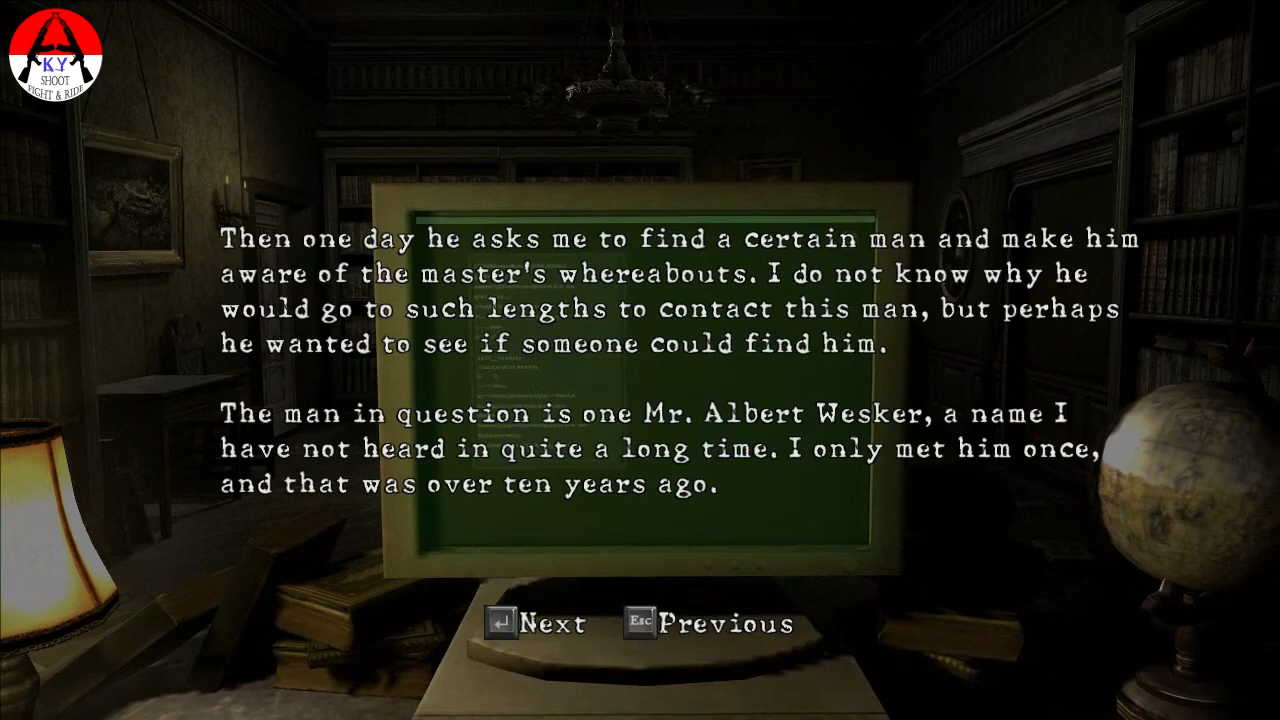 KY
SHOOT
FIGHT & RIDE
Then one day he asks me to find a certain man and make him
aware of the master's whereabouts. I do not know why he
would go to such lengths to contact this man, but perhaps
he wanted to see if someone could find him.
The man in question is one Mr. Albert Wesker, a name I
have not heard in quite a long time. I only met him once,
and that was over ten years ago.
Next Esc Previous